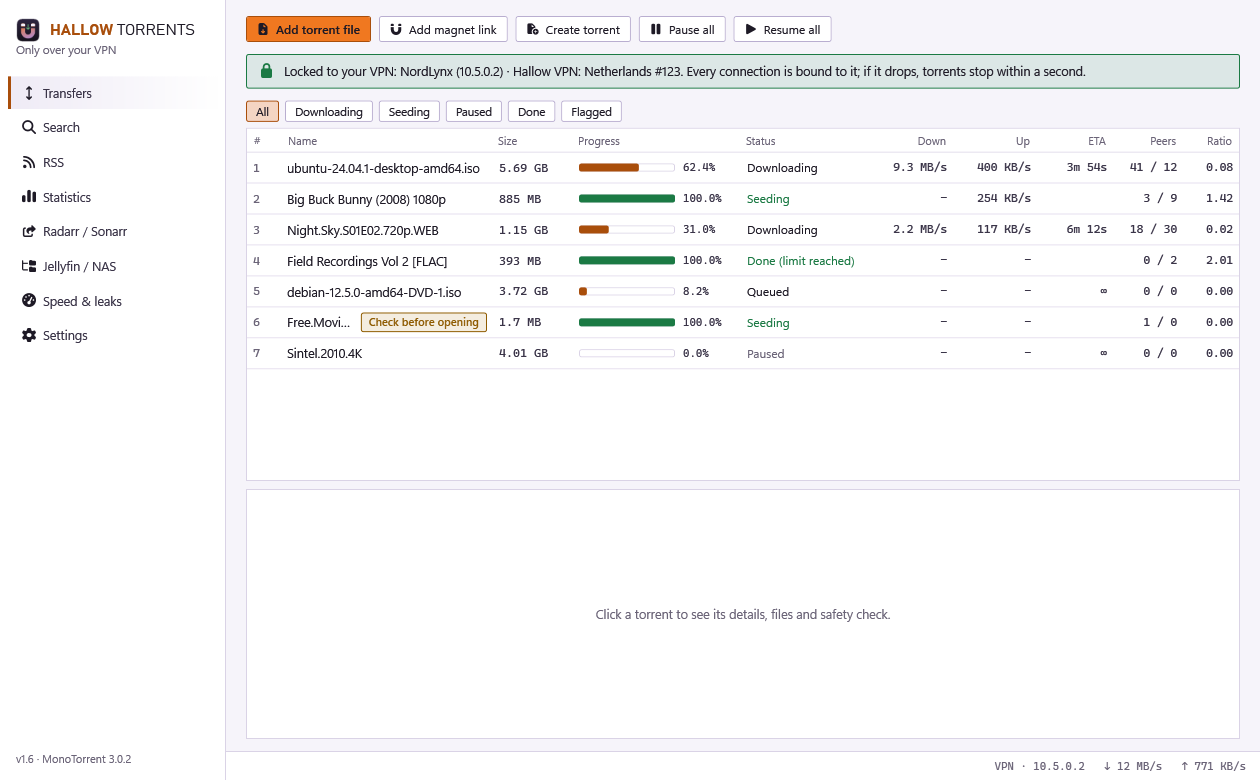 HALLOW TORRENTS
Only over your VPN
Transfers
Search
RSS
Statistics
Radarr / Sonarr
Jellyfin / NAS
Speed & leaks
Settings
v1.6 · MonoTorrent 3.0.2
Add torrent file Add magnet link Create torrent Pause all Resume all
Locked to your VPN: NordLynx (10.5.0.2) · Hallow VPN: Netherlands #123. Every connection is bound to it; if it drops, torrents stop within a second.
All Downloading Seeding Paused Done Flagged
# Name Size Progress Status Down Up ETA Peers Ratio
1 ubuntu-24.04.1-desktop-amd64.iso 5.69 GB 62.4% Downloading 9.3 MB/s 400 KB/s 3m 54s 41 / 12 0.08
2 Big Buck Bunny (2008) 1080p 885 MB 100.0% Seeding – 254 KB/s 3 / 9 1.42
3 Night.Sky.S01E02.720p.WEB 1.15 GB 31.0% Downloading 2.2 MB/s 117 KB/s 6m 12s 18 / 30 0.02
4 Field Recordings Vol 2 [FLAC] 393 MB 100.0% Done (limit reached) – – 0 / 2 2.01
5 debian-12.5.0-amd64-DVD-1.iso 3.72 GB 8.2% Queued – – ∞ 0 / 0 0.00
6 Free.Movi... Check before opening 1.7 MB 100.0% Seeding – – 1 / 0 0.00
7 Sintel.2010.4K 4.01 GB 0.0% Paused – – ∞ 0 / 0 0.00
Click a torrent to see its details, files and safety check.
VPN · 10.5.0.2 ↓ 12 MB/s ↑ 771 KB/s